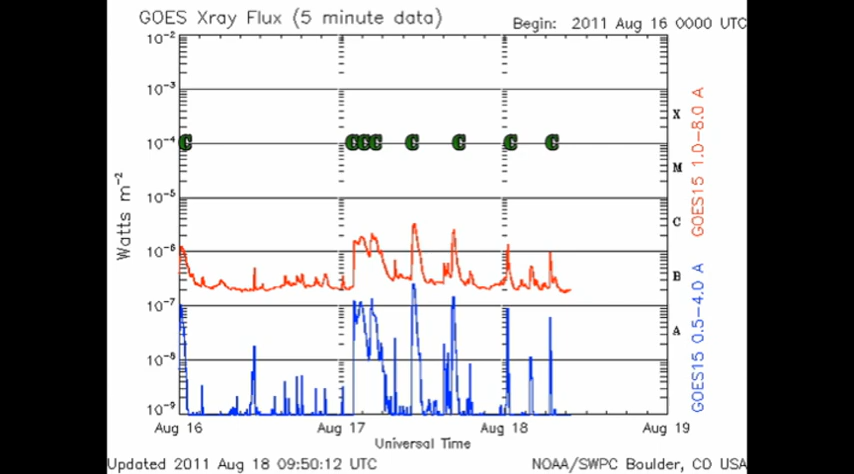 GOES Xray Flux (5 minute data)
Begin: 2011 Aug 16 0000 UTC
10-2
10-3
10-4
10-5
10-6
10-7
10-8
10-9
Watts m-2
C C C C C C C C
X
M
C
B
A
GOES15 1.0-8.0 A
GOES15 0.5-4.0 A
Aug 16 Aug 17 Aug 18 Aug 19
Universal Time
Updated 2011 Aug 18 09:50:12 UTC
NOAA/SWPC Boulder, CO USA